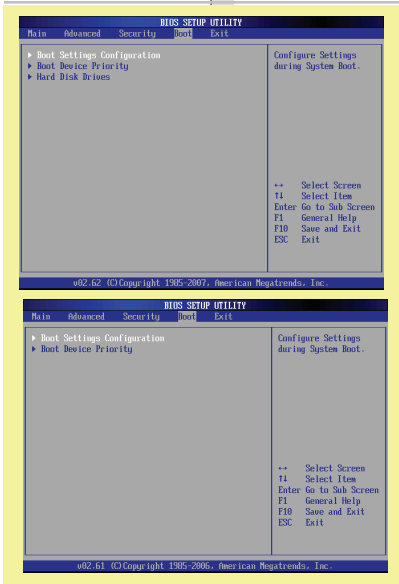 BIOS SETUP UTILITY
Main Advanced Security Boot Exit
Boot Settings Configuration
Boot Device Priority
Hard Disk Drives
Configure Settings
during System Boot.
↔ Select Screen
↑↓ Select Item
Enter Go to Sub Screen
F1 General Help
F10 Save and Exit
ESC Exit
v02.62 (C)Copyright 1985-2007, American Megatrends, Inc.
BIOS SETUP UTILITY
Main Advanced Security Boot Exit
Boot Settings Configuration
Boot Device Priority
Configure Settings
during System Boot.
↔ Select Screen
↑↓ Select Item
Enter Go to Sub Screen
F1 General Help
F10 Save and Exit
ESC Exit
v02.61 (C)Copyright 1985-2006, American Megatrends, Inc.